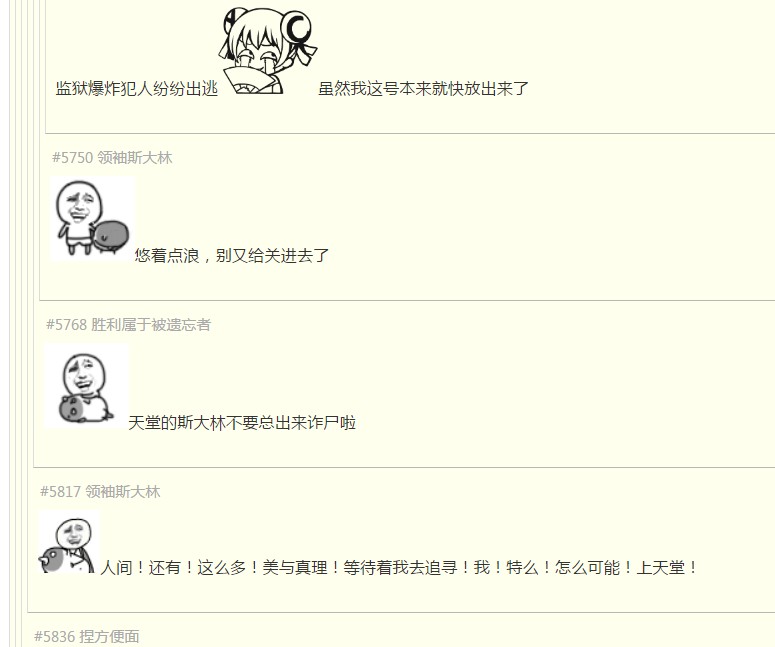 监狱爆炸犯人纷纷出逃 虽然我这号本来就快放出来了
#5750 领袖斯大林
悠着点浪，别又给关进去了
#5768 胜利属于被遗忘者
天堂的斯大林不要总出来诈尸啦
#5817 领袖斯大林
人间！还有！这么多！美与真理！等待着我去追寻！我！特么！怎么可能！上天堂！
#5836 捏方便面